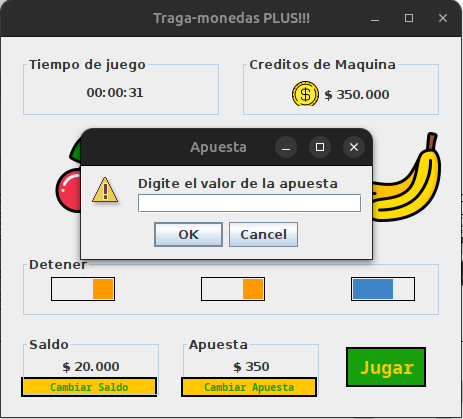 Traga-monedas PLUS!!!
Tiempo de juego
00:00:31
Creditos de Maquina
$ 350.000
Apuesta
Digite el valor de la apuesta
OK
Cancel
Detener
Saldo
$ 20.000
Cambiar Saldo
Apuesta
$ 350
Cambiar Apuesta
Jugar